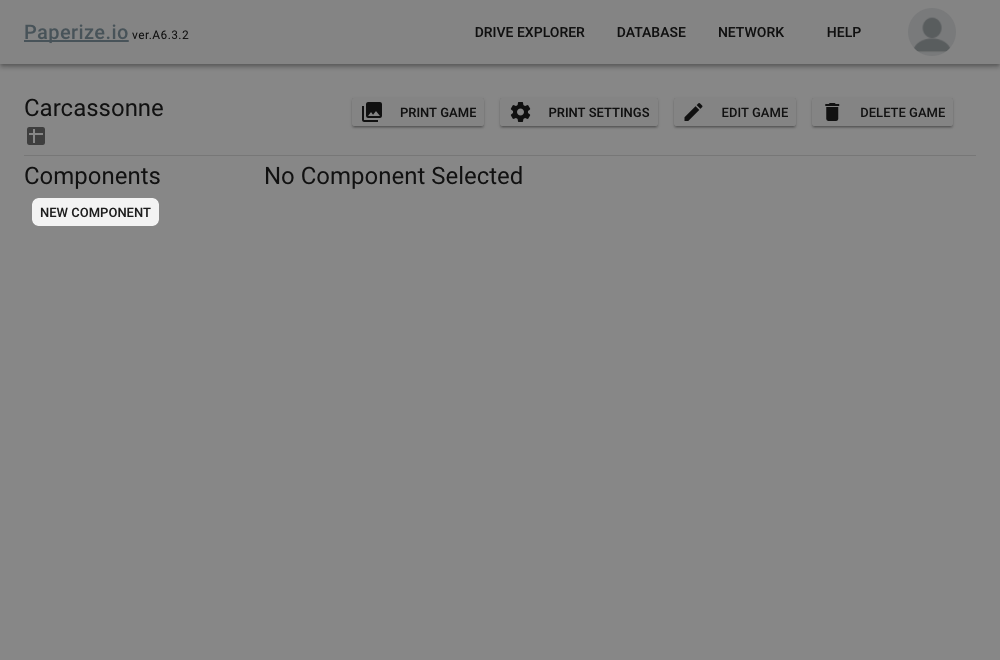 Paperize.io ver.A6.3.2 DRIVE EXPLORER DATABASE NETWORK HELP
Carcassonne PRINT GAME PRINT SETTINGS EDIT GAME DELETE GAME
Components No Component Selected
NEW COMPONENT